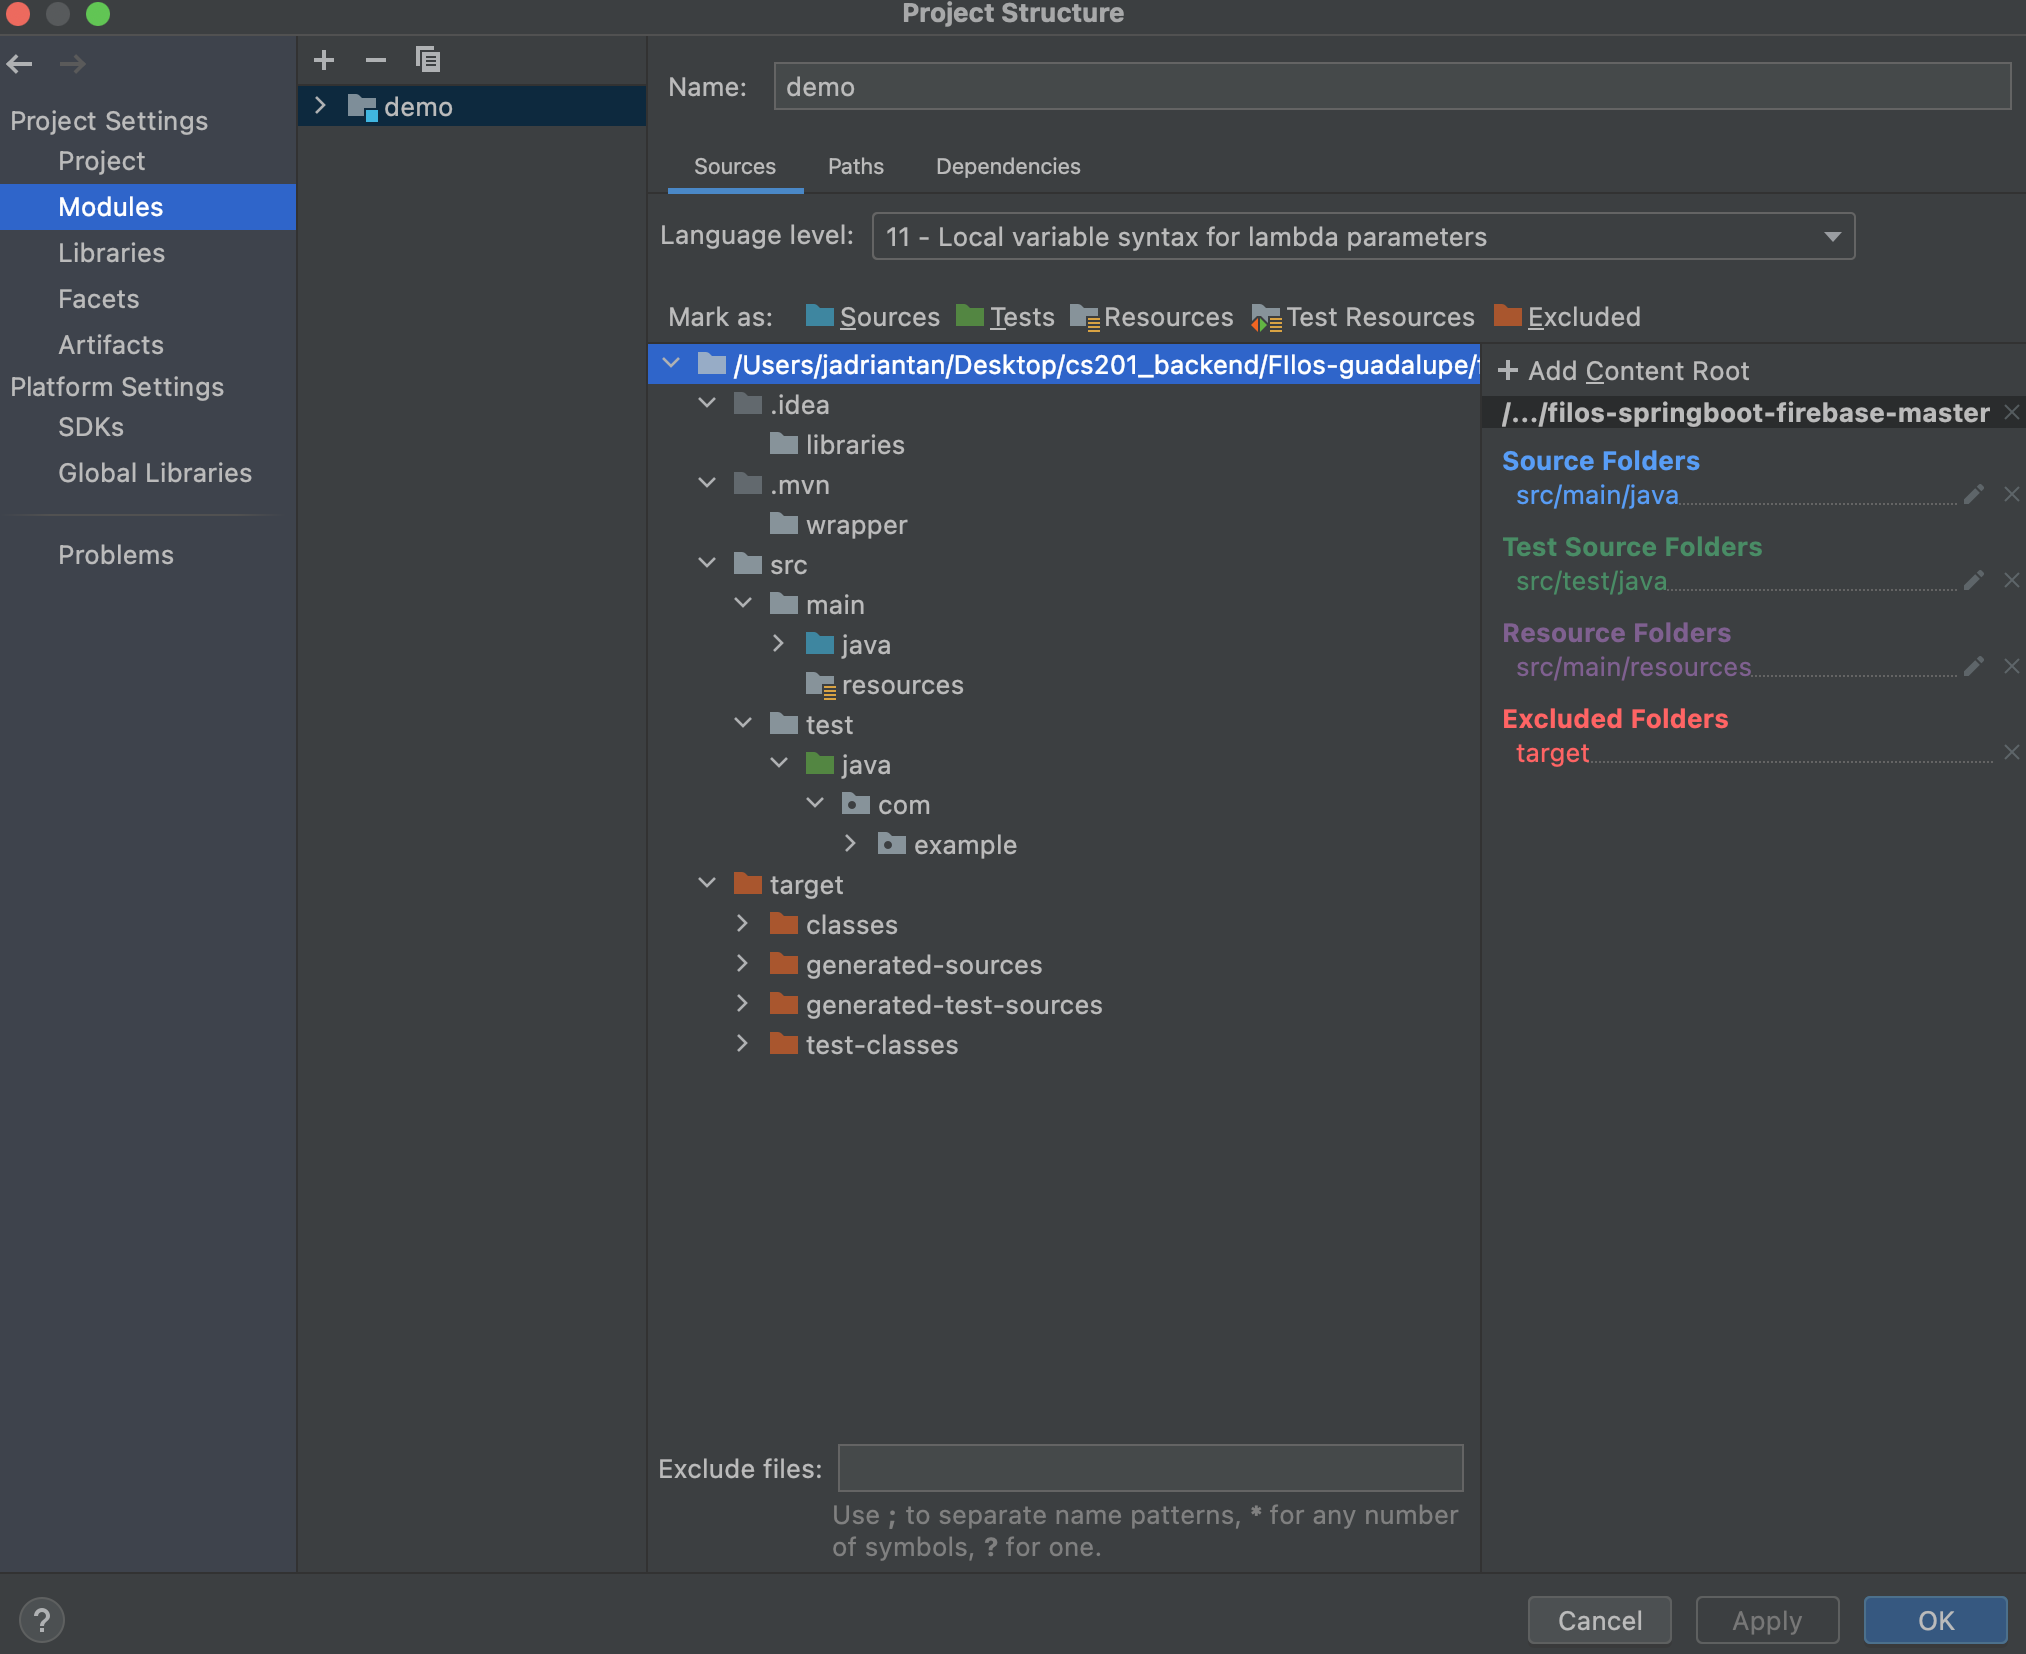 Project Structure
Project Settings
Project
Modules
Libraries
Facets
Artifacts
Platform Settings
SDKs
Global Libraries
Problems
demo
Name: demo
Sources Paths Dependencies
Language level: 11 - Local variable syntax for lambda parameters
Mark as: Sources Tests Resources Test Resources Excluded
/Users/jadriantan/Desktop/cs201_backend/FIlos-guadalupe/
.idea
libraries
.mvn
wrapper
src
main
java
resources
test
java
com
example
target
classes
generated-sources
generated-test-sources
test-classes
Add Content Root
/.../filos-springboot-firebase-master
Source Folders
src/main/java
Test Source Folders
src/test/java
Resource Folders
src/main/resources
Excluded Folders
target
Exclude files:
Use ; to separate name patterns, * for any number
of symbols, ? for one.
?
Cancel Apply OK